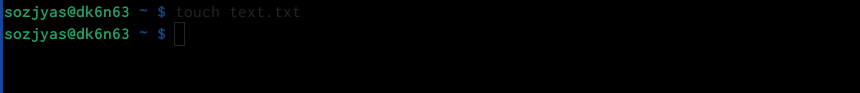 sozjyas@dk6n63 ~ $ touch text.txt
sozjyas@dk6n63 ~ $